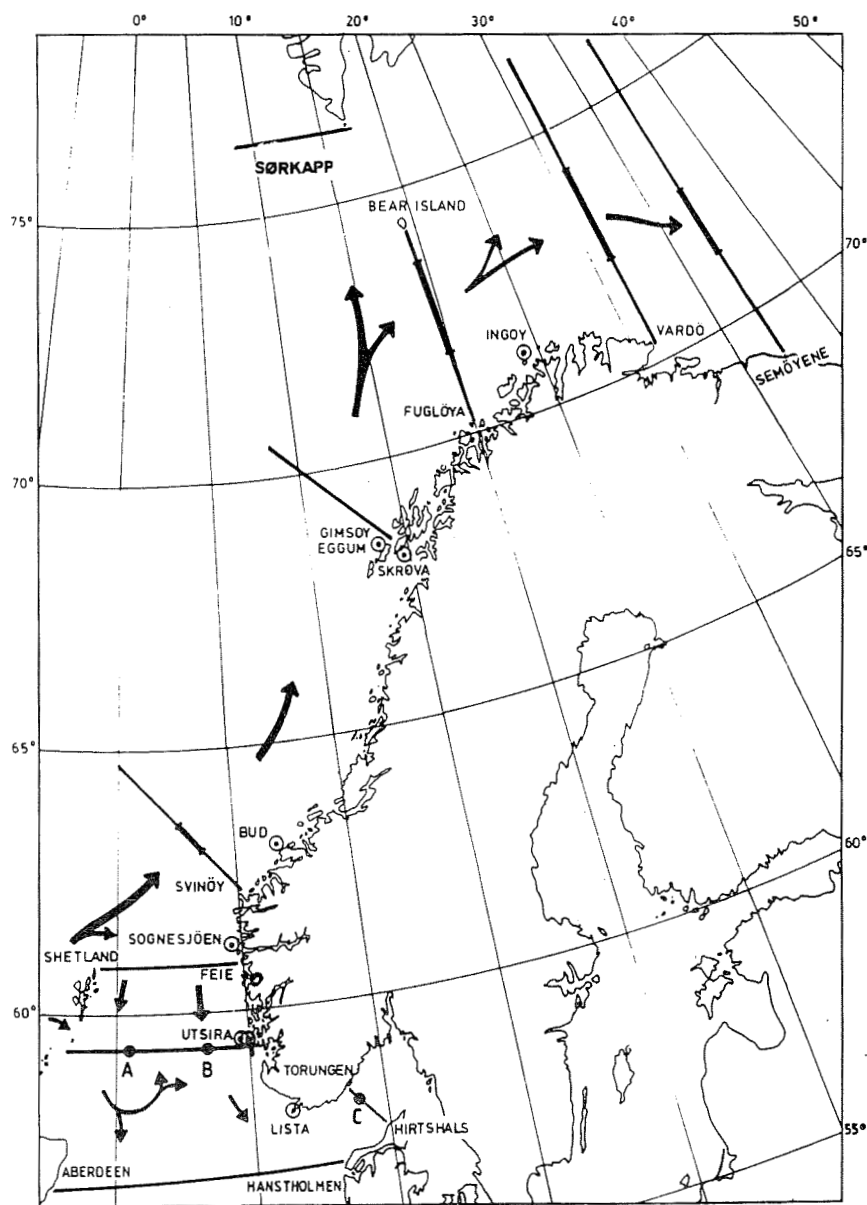 0° 10° 20° 30° 40° 50°
SØRKAPP
75°
BEAR ISLAND
70°
INGOY
VARDÖ
SEMÖYENE
FUGLÖYA
70°
GIMSOY
EGGUM
SKROVA
65°
65°
BUD
SVINÖY
60°
SOGNESJÖEN
SHETLAND
FEIE
60°
UTSIRA
A
B
TORUNGEN
C
LISTA
HIRTSHALS
55°
ABERDEEN
HANSTHOLMEN